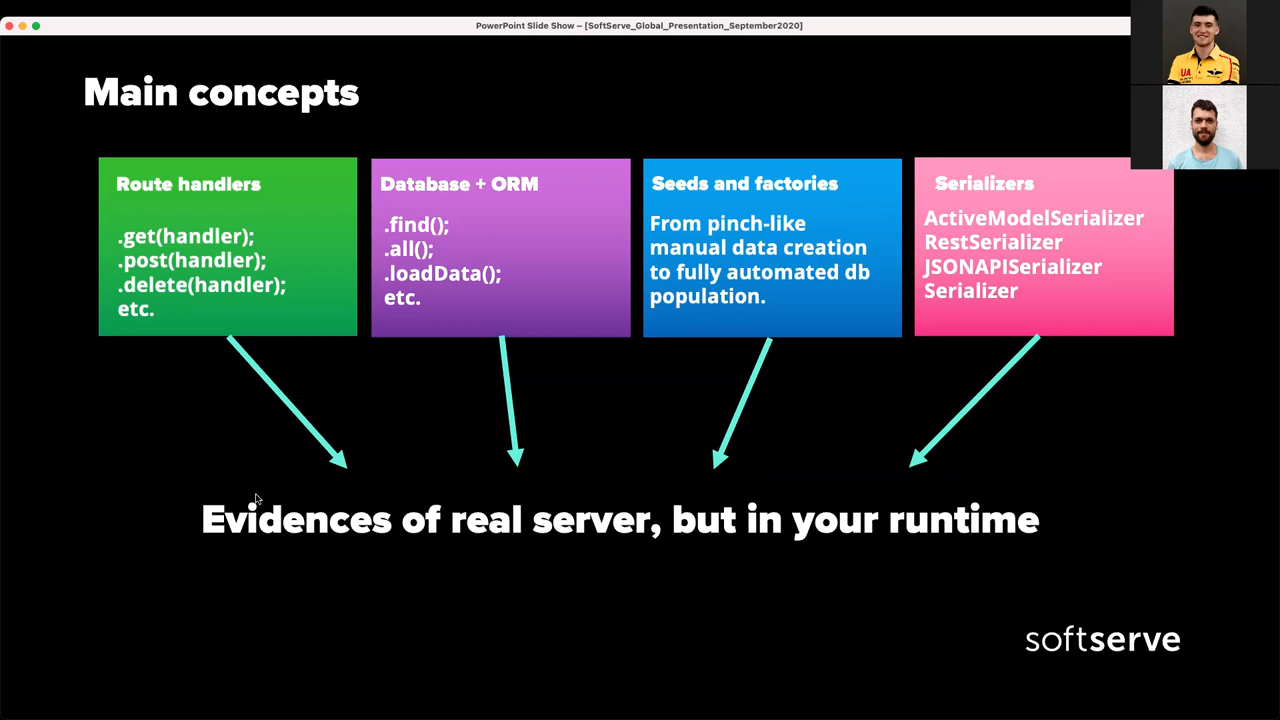 PowerPoint Slide Show – [SoftServe_Global_Presentation_September2020]
Main concepts
Route handlers
.get(handler);
.post(handler);
.delete(handler);
etc.
Database + ORM
.find();
.all();
.loadData();
etc.
Seeds and factories
From pinch-like
manual data creation
to fully automated db
population.
Serializers
ActiveModelSerializer
RestSerializer
JSONAPISerializer
Serializer
Evidences of real server, but in your runtime
softserve
UA